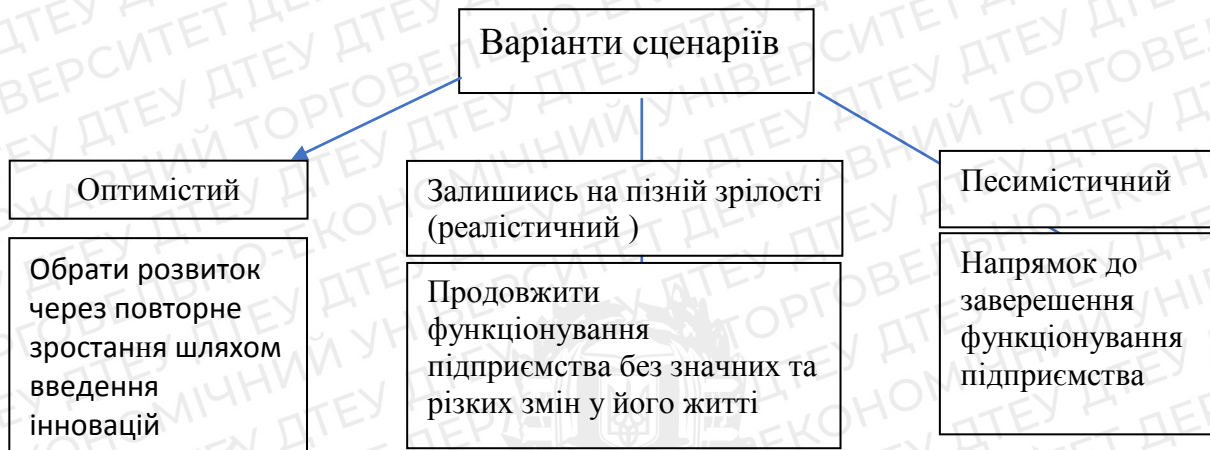 Варіанти сценаріїв
Оптимістий
Залишиись на пізній зрілості
(реалістичний )
Песимістичний
Обрати розвиток
через повторне
зростання шляхом
введення
інновацій
Продовжити
функціонування
підприємства без значних та
різких змін у його житті
Напрямок до
заверешення
функціонування
підприємства